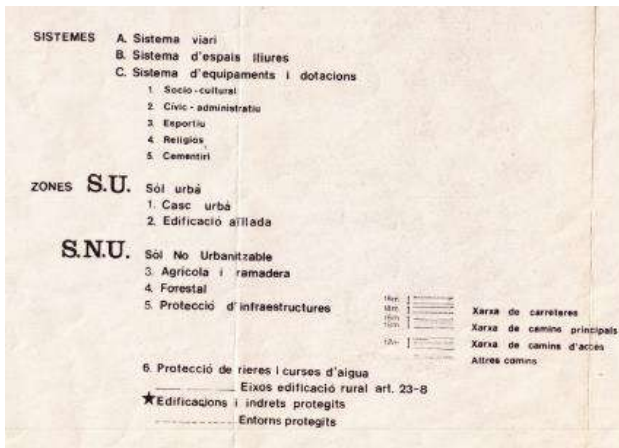 SISTEMES A. Sistema viari
B. Sistema d'espais lliures
C. Sistema d'equipaments i dotacions
1. Socio-cultural
2. Cívic-administratiu
3. Esportiu
4. Religiós
5. Cementiri
ZONES S.U. Sòl urbà
1. Casc urbà
2. Edificació aïllada
S.N.U. Sòl No Urbanitzable
3. Agrícola i ramadera
4. Forestal
5. Protecció d'infraestructures
Xarxa de carreteres
Xarxa de camins principals
Xarxa de camins d'accés
Altres camins
6. Protecció de rieres i curses d'aigua
Eixos edificació rural art. 23-8
★Edificacions i indrets protegits
Entorns protegits